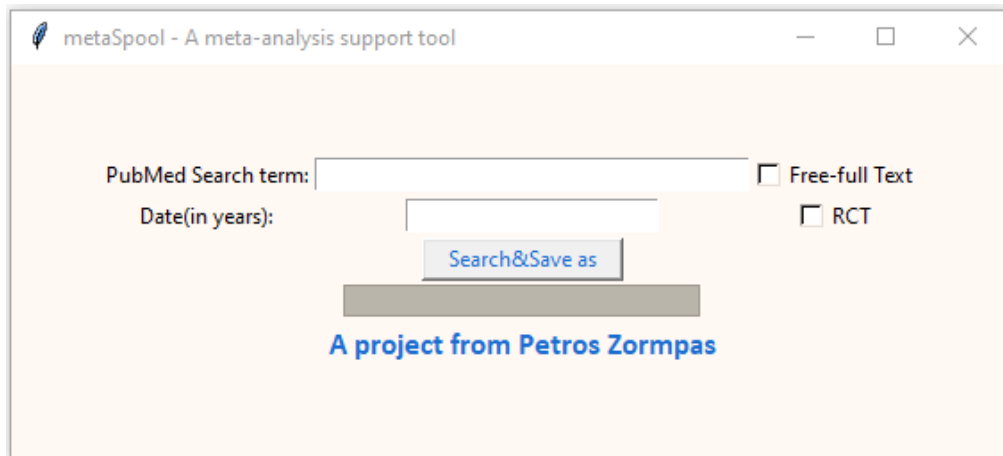 metaSpool - A meta-analysis support tool
PubMed Search term: Free-full Text
Date(in years): RCT
Search&Save as
A project from Petros Zormpas